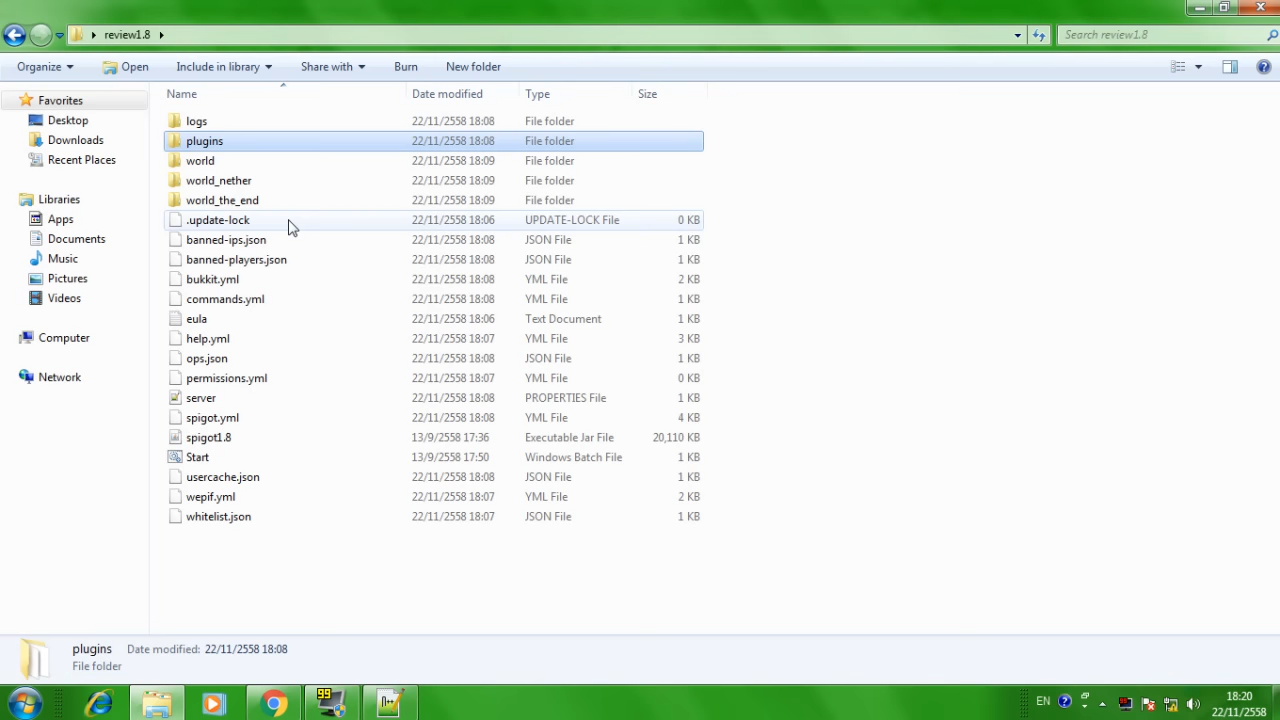 review1.8
Search review1.8
Organize Open Include in library Share with Burn New folder
Favorites
Desktop
Downloads
Recent Places
Libraries
Apps
Documents
Music
Pictures
Videos
Computer
Network
Name Date modified Type Size
logs 22/11/2558 18:08 File folder
plugins 22/11/2558 18:08 File folder
world 22/11/2558 18:09 File folder
world_nether 22/11/2558 18:09 File folder
world_the_end 22/11/2558 18:09 File folder
.update-lock 22/11/2558 18:06 UPDATE-LOCK File 0 KB
banned-ips.json 22/11/2558 18:08 JSON File 1 KB
banned-players.json 22/11/2558 18:08 JSON File 1 KB
bukkit.yml 22/11/2558 18:08 YML File 2 KB
commands.yml 22/11/2558 18:08 YML File 1 KB
eula 22/11/2558 18:06 Text Document 1 KB
help.yml 22/11/2558 18:07 YML File 3 KB
ops.json 22/11/2558 18:08 JSON File 1 KB
permissions.yml 22/11/2558 18:07 YML File 0 KB
server 22/11/2558 18:08 PROPERTIES File 1 KB
spigot.yml 22/11/2558 18:08 YML File 4 KB
spigot1.8 13/9/2558 17:36 Executable Jar File 20,110 KB
Start 13/9/2558 17:50 Windows Batch File 1 KB
usercache.json 22/11/2558 18:08 JSON File 1 KB
wepif.yml 22/11/2558 18:07 YML File 2 KB
whitelist.json 22/11/2558 18:07 JSON File 1 KB
plugins Date modified: 22/11/2558 18:08
File folder
99
EN
18:20
22/11/2558